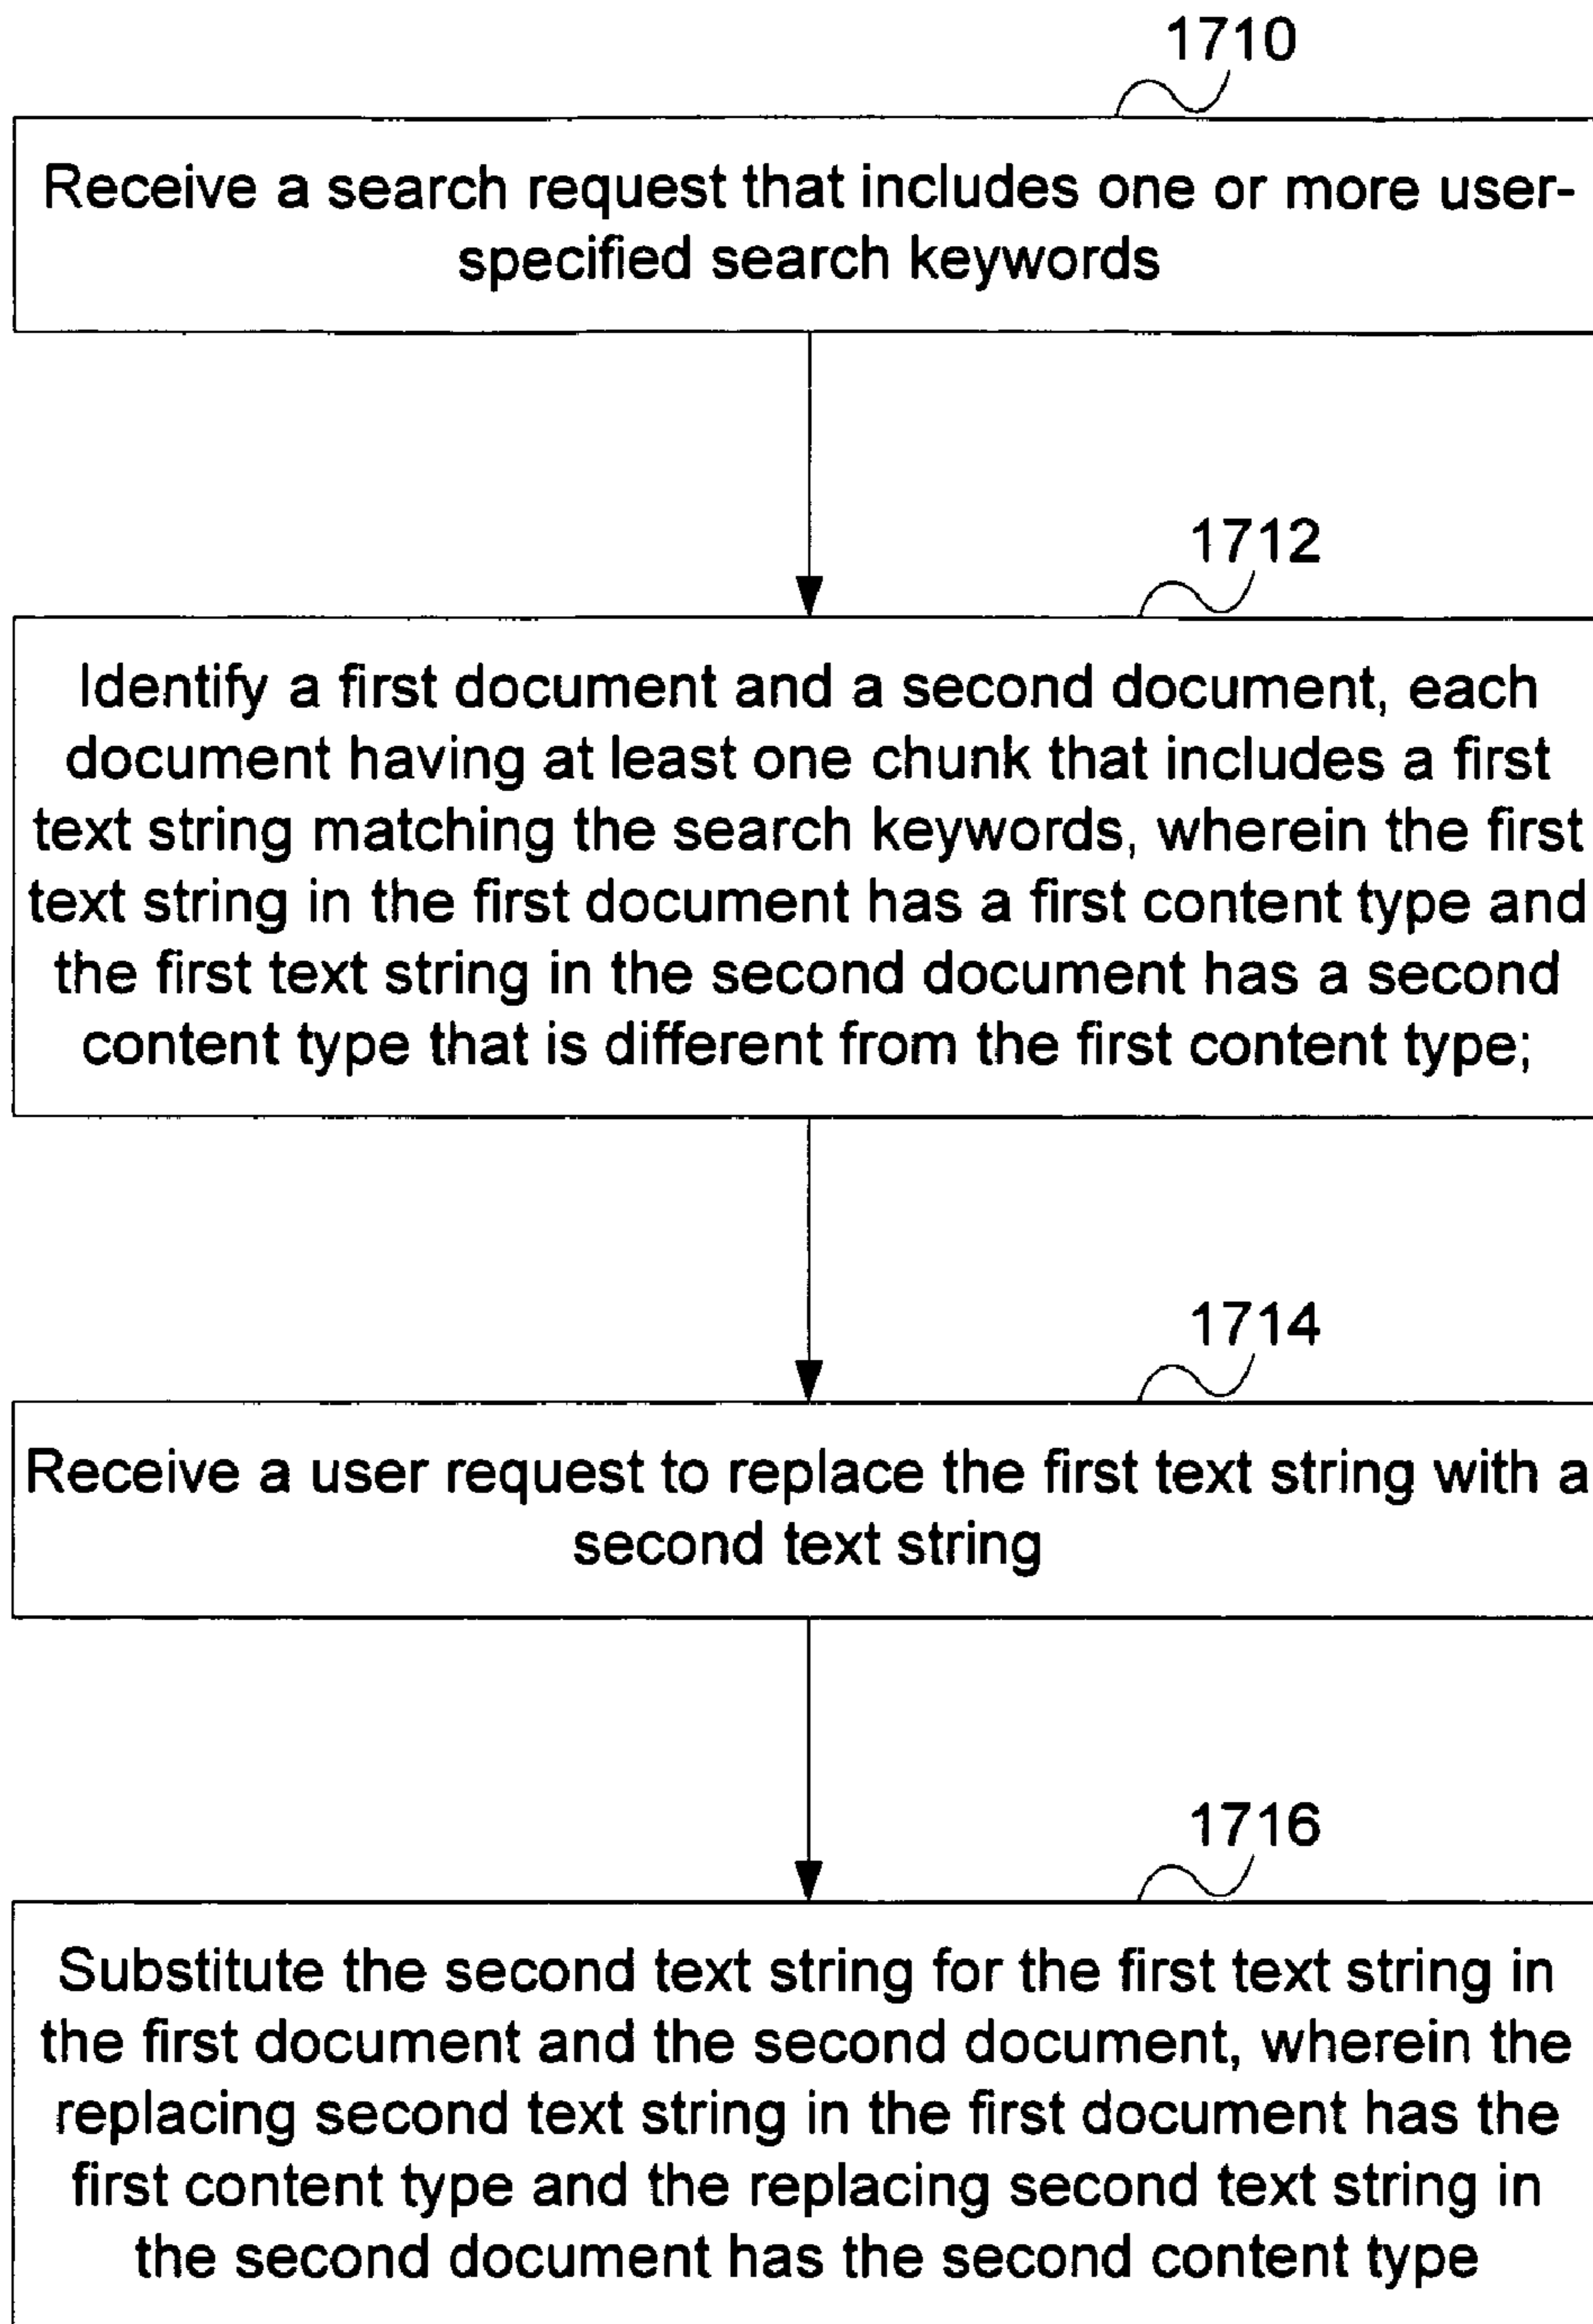 1710
Receive a search request that includes one or more user-
specified search keywords
1712
Identify a first document and a second document, each
document having at least one chunk that includes a first
text string matching the search keywords, wherein the first
text string in the first document has a first content type and
the first text string in the second document has a second
content type that is different from the first content type;
1714
Receive a user request to replace the first text string with a
second text string
1716
Substitute the second text string for the first text string in
the first document and the second document, wherein the
replacing second text string in the first document has the
first content type and the replacing second text string in
the second document has the second content type